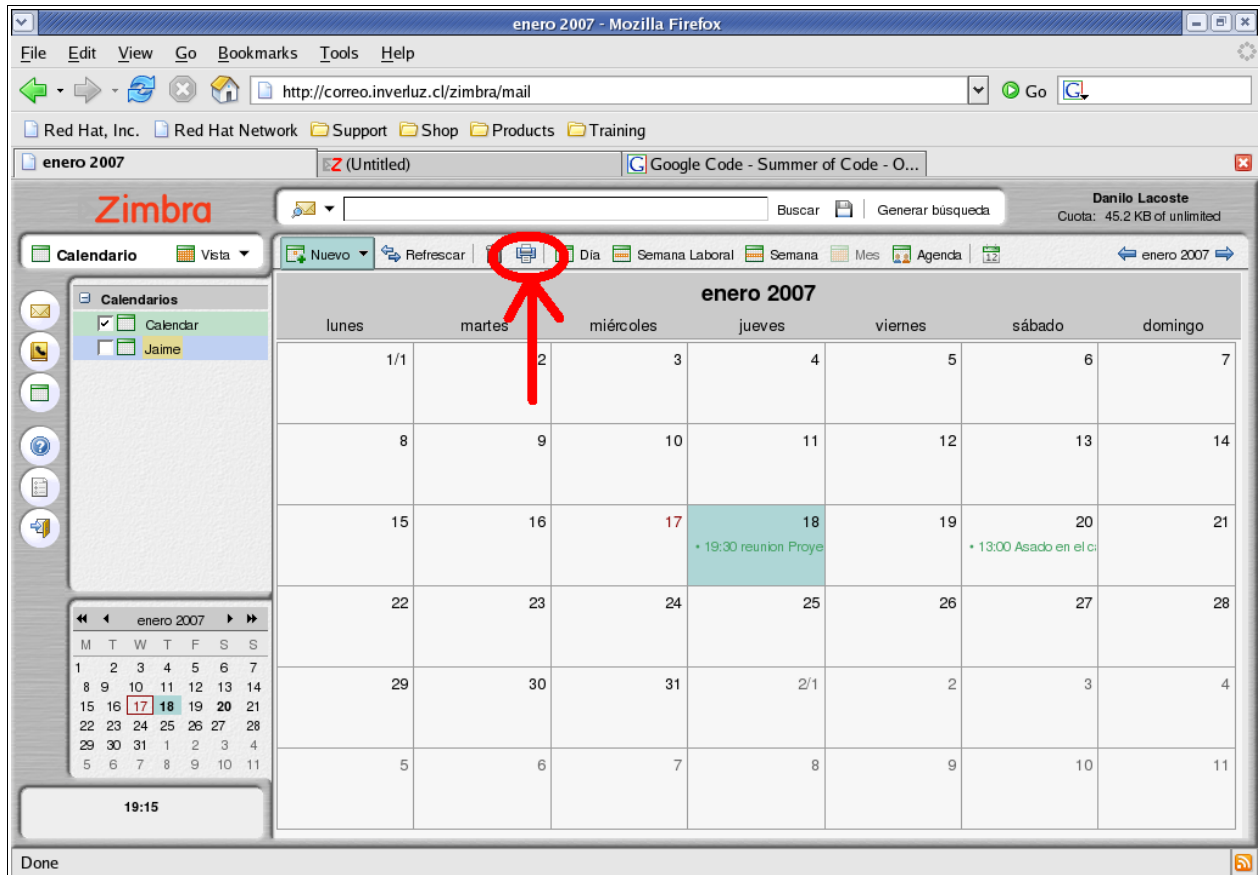 enero 2007 - Mozilla Firefox
File Edit View Go Bookmarks Tools Help
http://correo.inverluz.cl/zimbra/mail Go G
Red Hat, Inc. Red Hat Network Support Shop Products Training
enero 2007 Z (Untitled) G Google Code - Summer of Code - O...
Zimbra Buscar Generar búsqueda
Danilo Lacoste
Cuota: 45.2 KB of unlimited
Calendario Vista Nuevo Refrescar Día Semana Laboral Semana Mes Agenda 12 enero 2007
Calendarios
Calendar
Jaime
enero 2007
lunes martes miércoles jueves viernes sábado domingo
1/1 2 3 4 5 6 7
8 9 10 11 12 13 14
15 16 17 18 19 20 21
• 19:30 reunion Proye • 13:00 Asado en el ca
22 23 24 25 26 27 28
29 30 31 2/1 2 3 4
5 6 7 8 9 10 11
enero 2007
M T W T F S S
1 2 3 4 5 6 7
8 9 10 11 12 13 14
15 16 17 18 19 20 21
22 23 24 25 26 27 28
29 30 31 1 2 3 4
5 6 7 8 9 10 11
19:15
Done